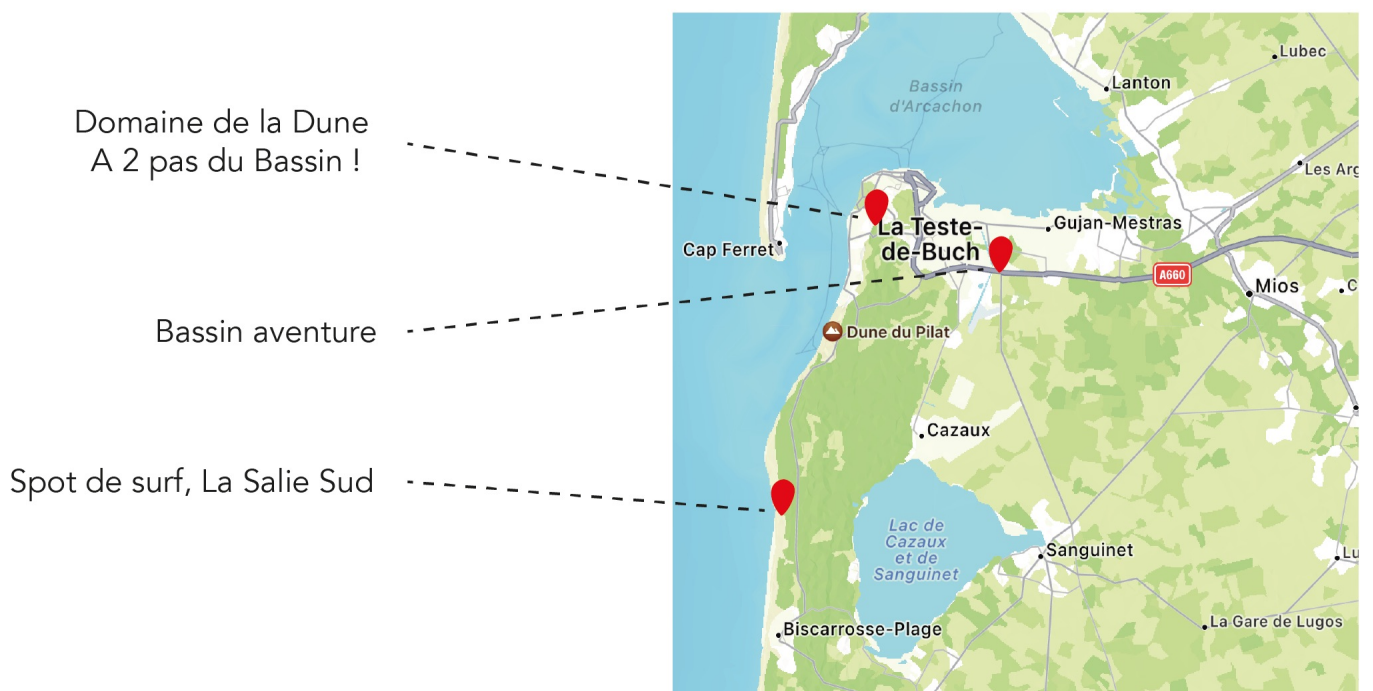 Domaine de la Dune
A 2 pas du Bassin !
Bassin aventure
Spot de surf, La Salie Sud
Lubec
Lanton
Bassin
d'Arcachon
Les Arc
Gujan-Mestras
La Teste-
de-Buch
Cap Ferret
A660
Mios
C
Dune du Pilat
Cazaux
Lac de
Cazaux
et de
Sanguinet
Sanguinet
Lu
La Gare de Lugos
Biscarrosse-Plage